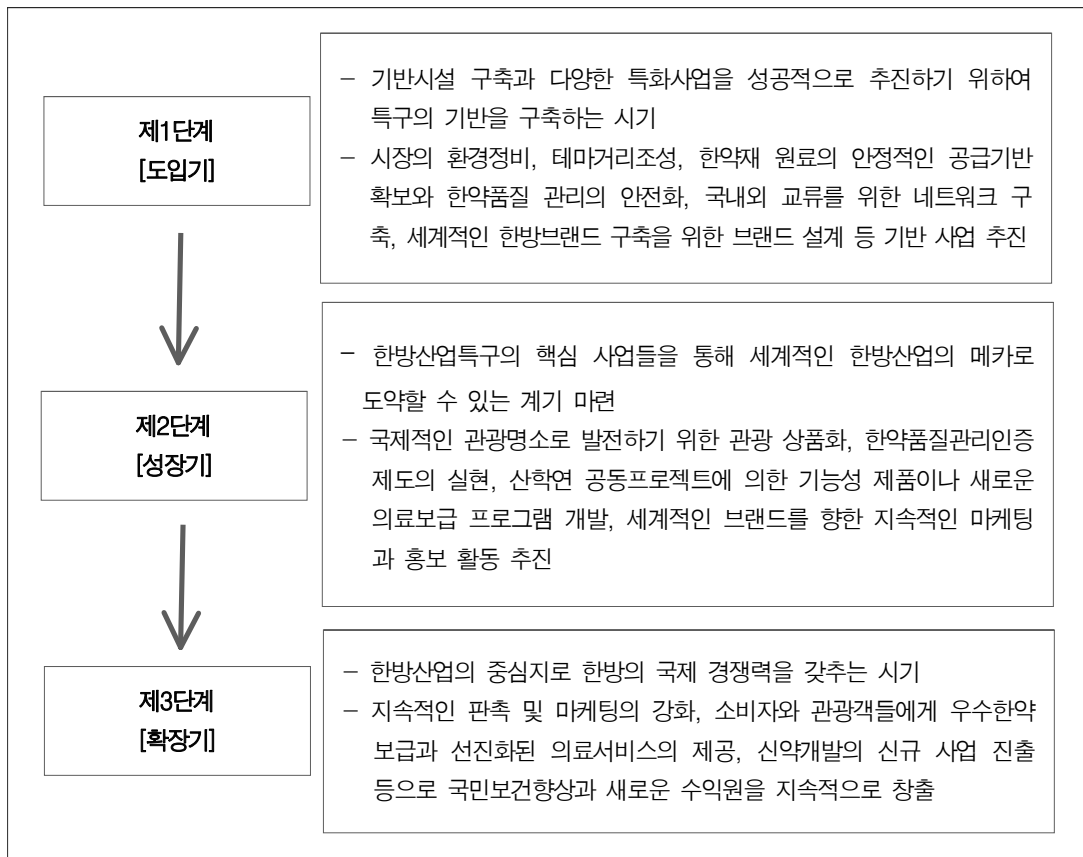 제1단계
[도입기]
– 기반시설 구축과 다양한 특화사업을 성공적으로 추진하기 위하여
특구의 기반을 구축하는 시기
– 시장의 환경정비, 테마거리조성, 한약재 원료의 안정적인 공급기반
확보와 한약품질 관리의 안전화, 국내외 교류를 위한 네트워크 구
축, 세계적인 한방브랜드 구축을 위한 브랜드 설계 등 기반 사업 추진
제2단계
[성장기]
– 한방산업특구의 핵심 사업들을 통해 세계적인 한방산업의 메카로
도약할 수 있는 계기 마련
– 국제적인 관광명소로 발전하기 위한 관광 상품화, 한약품질관리인증
제도의 실현, 산학연 공동프로젝트에 의한 기능성 제품이나 새로운
의료보급 프로그램 개발, 세계적인 브랜드를 향한 지속적인 마케팅
과 홍보 활동 추진
제3단계
[확장기]
– 한방산업의 중심지로 한방의 국제 경쟁력을 갖추는 시기
– 지속적인 판촉 및 마케팅의 강화, 소비자와 관광객들에게 우수한약
보급과 선진화된 의료서비스의 제공, 신약개발의 신규 사업 진출
등으로 국민보건향상과 새로운 수익원을 지속적으로 창출